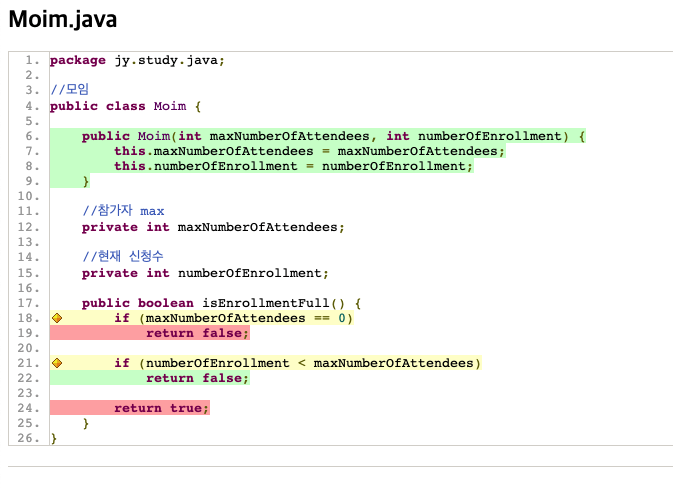 Moim.java
1. package jy.study.java;
2.
3. //모임
4. public class Moim {
5.
6.     public Moim(int maxNumberOfAttendees, int numberOfEnrollment) {
7.         this.maxNumberOfAttendees = maxNumberOfAttendees;
8.         this.numberOfEnrollment = numberOfEnrollment;
9.     }
10.
11.     //참가자 max
12.     private int maxNumberOfAttendees;
13.
14.     //현재 신청수
15.     private int numberOfEnrollment;
16.
17.     public boolean isEnrollmentFull() {
18.         if (maxNumberOfAttendees == 0)
19.             return false;
20.
21.         if (numberOfEnrollment < maxNumberOfAttendees)
22.             return false;
23.
24.         return true;
25.     }
26. }